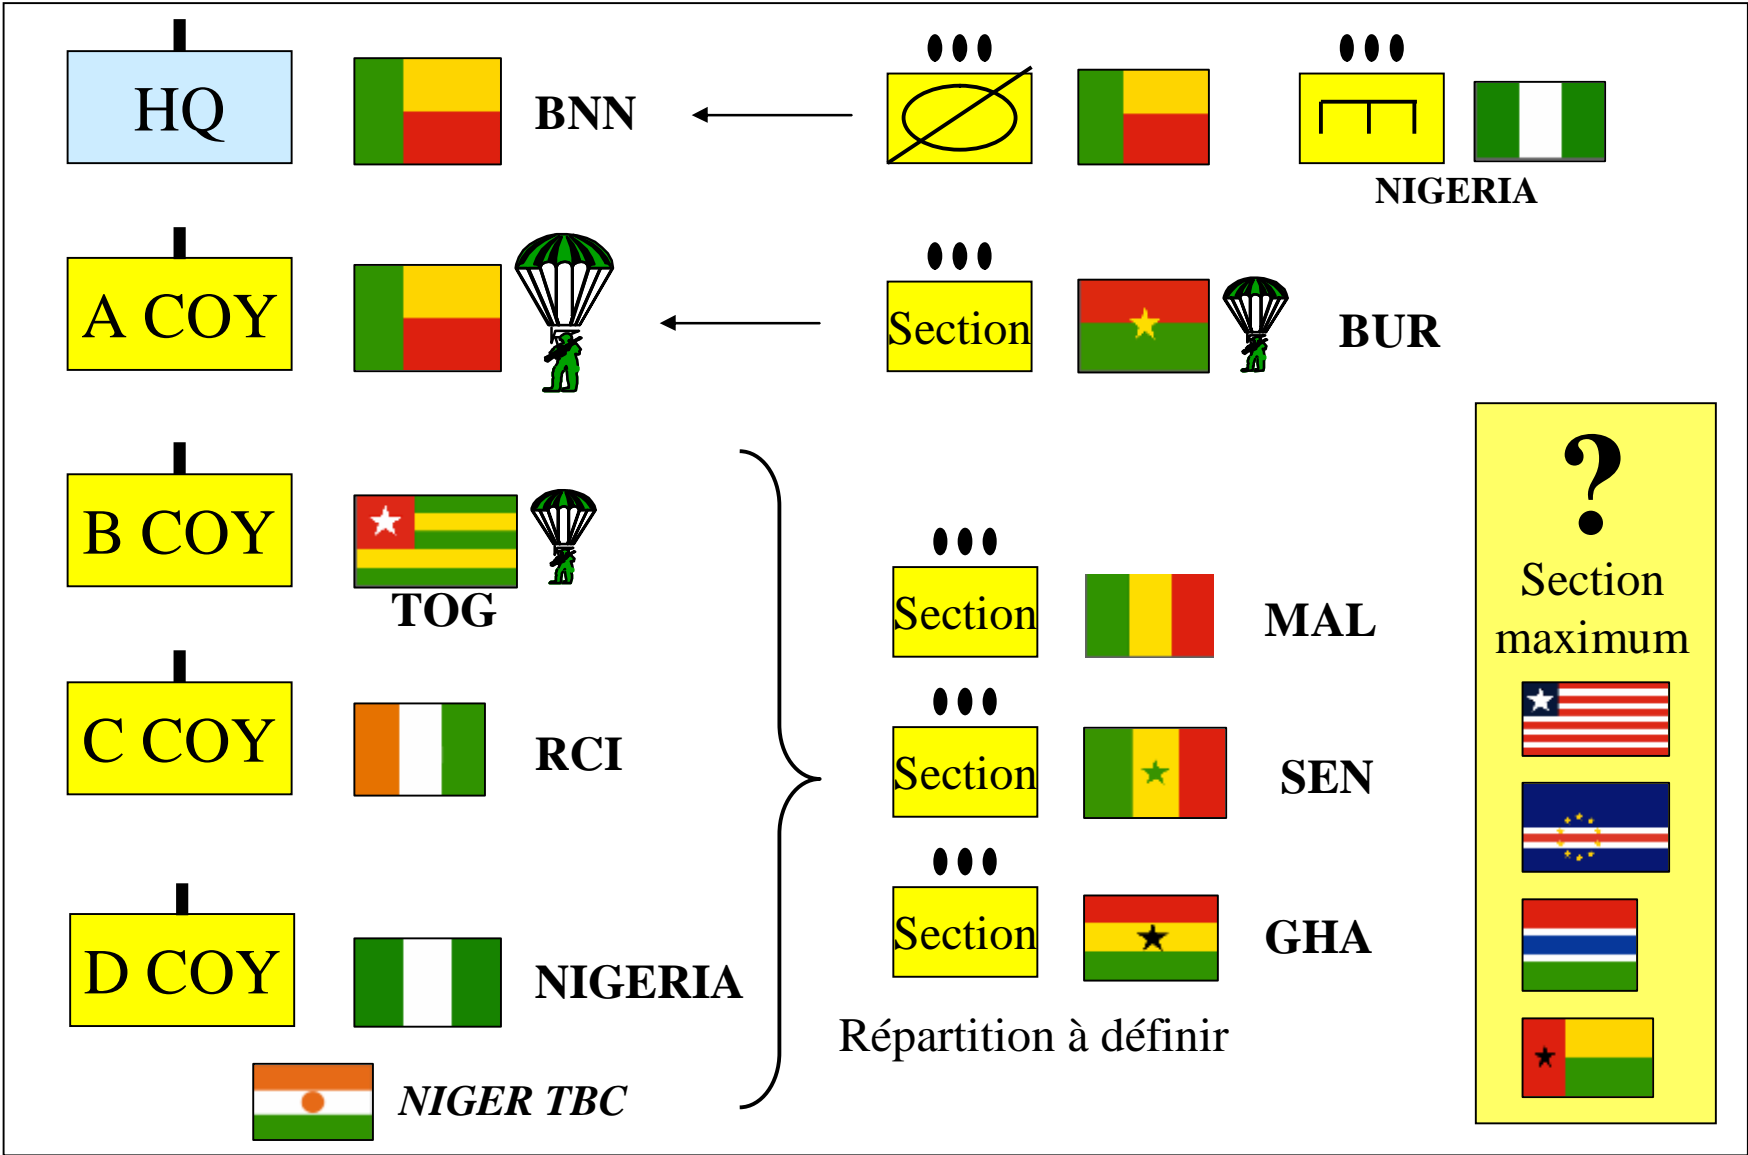 HQ
BNN
NIGERIA
A COY
Section
BUR
B COY
TOG
C COY
RCI
D COY
NIGERIA
NIGER TBC
Section
MAL
Section
SEN
Section
GHA
Répartition à définir
?
Section
maximum